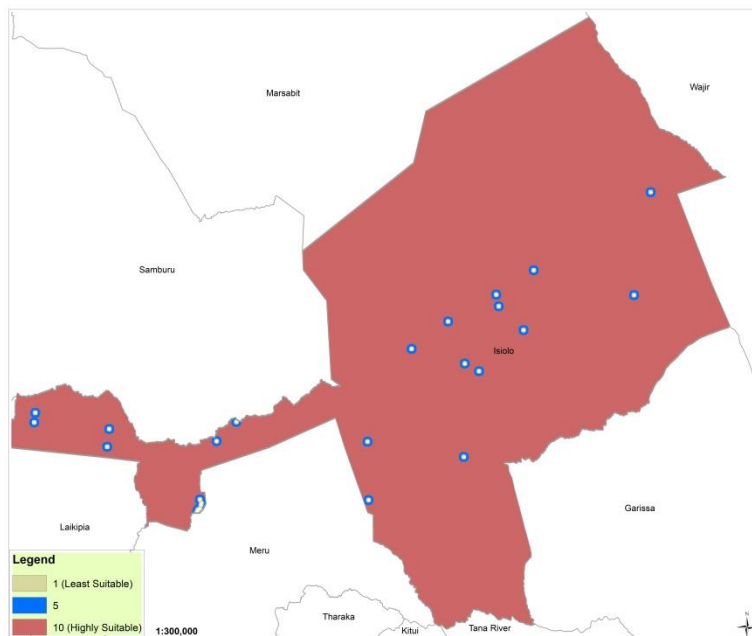 Marsabit
Wajir
Samburu
Isiolo
Garissa
Laikipia
Meru
Legend
1 (Least Suitable)
5
10 (Highly Suitable)
1:300,000
Tharaka
Kitui
Tana River
N